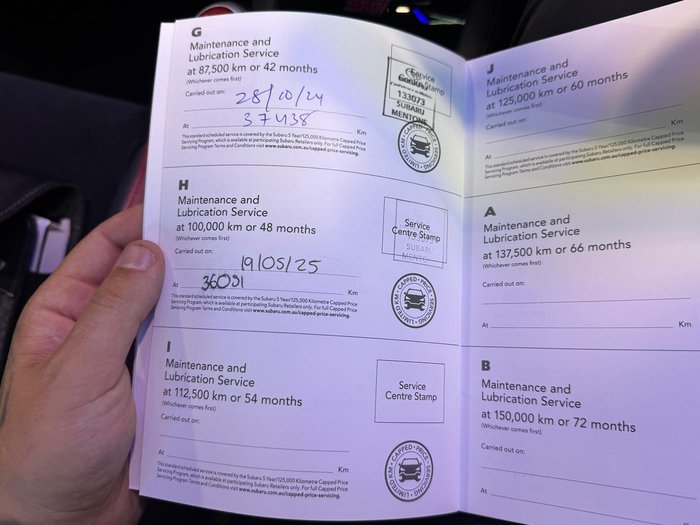 G
Maintenance and
Lubrication Service
at 87,500 km or 42 months
(Whichever comes first)
Carried out on:
28/10/24
At 37438 Km
This standard scheduled service is covered by the Subaru 5 Year/125,000 Kilometre Capped Price
Servicing Program, which is available at participating Subaru Retailers only. For full Capped Price
Servicing Program Terms and Conditions visit www.subaru.com.au/capped-price-servicing.
Service
Stamp
133073
SUBARU
MENTONE
LIMITED KM • CAPPED • PRICE • SERVICING
H
Maintenance and
Lubrication Service
at 100,000 km or 48 months
(Whichever comes first)
Carried out on:
19/05/25
At 36051 Km
This standard scheduled service is covered by the Subaru 5 Year/125,000 Kilometre Capped Price
Servicing Program, which is available at participating Subaru Retailers only. For full Capped Price
Servicing Program Terms and Conditions visit www.subaru.com.au/capped-price-servicing.
Service
Centre Stamp
SUBARU
LIMITED KM • CAPPED • PRICE • SERVICING
I
Maintenance and
Lubrication Service
at 112,500 km or 54 months
(Whichever comes first)
Carried out on:
At Km
This standard scheduled service is covered by the Subaru 5 Year/125,000 Kilometre Capped Price
Servicing Program, which is available at participating Subaru Retailers only. For full Capped Price
Servicing Program Terms and Conditions visit www.subaru.com.au/capped-price-servicing.
Service
Centre Stamp
LIMITED KM • CAPPED • PRICE • SERVICING
J
Maintenance and
Lubrication Service
at 125,000 km or 60 months
(Whichever comes first)
Carried out on:
At
This standard scheduled service is covered by the Subaru 5 Year/125,000 Kilometre Capped Price
Servicing Program, which is available at participating Subaru Retailers only. For full Capped Price
Servicing Program Terms and Conditions visit www.subaru.com.au/capped-price-servicing.
A
Maintenance and
Lubrication Service
at 137,500 km or 66 months
(Whichever comes first)
Carried out on:
At Km
B
Maintenance and
Lubrication Service
at 150,000 km or 72 months
(Whichever comes first)
Carried out on:
At